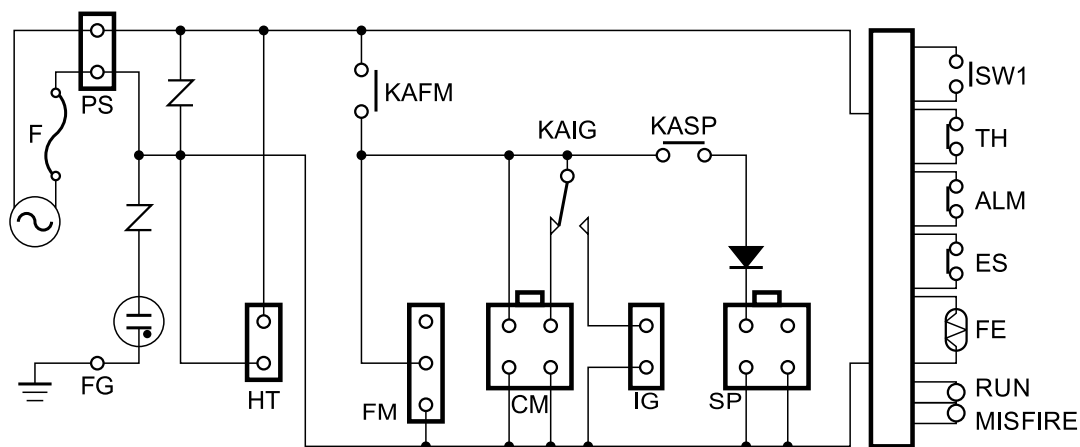 PS
F
KAFM
KAIG
KASP
SW1
TH
ALM
ES
FE
RUN
MISFIRE
FG
HT
FM
CM
IG
SP